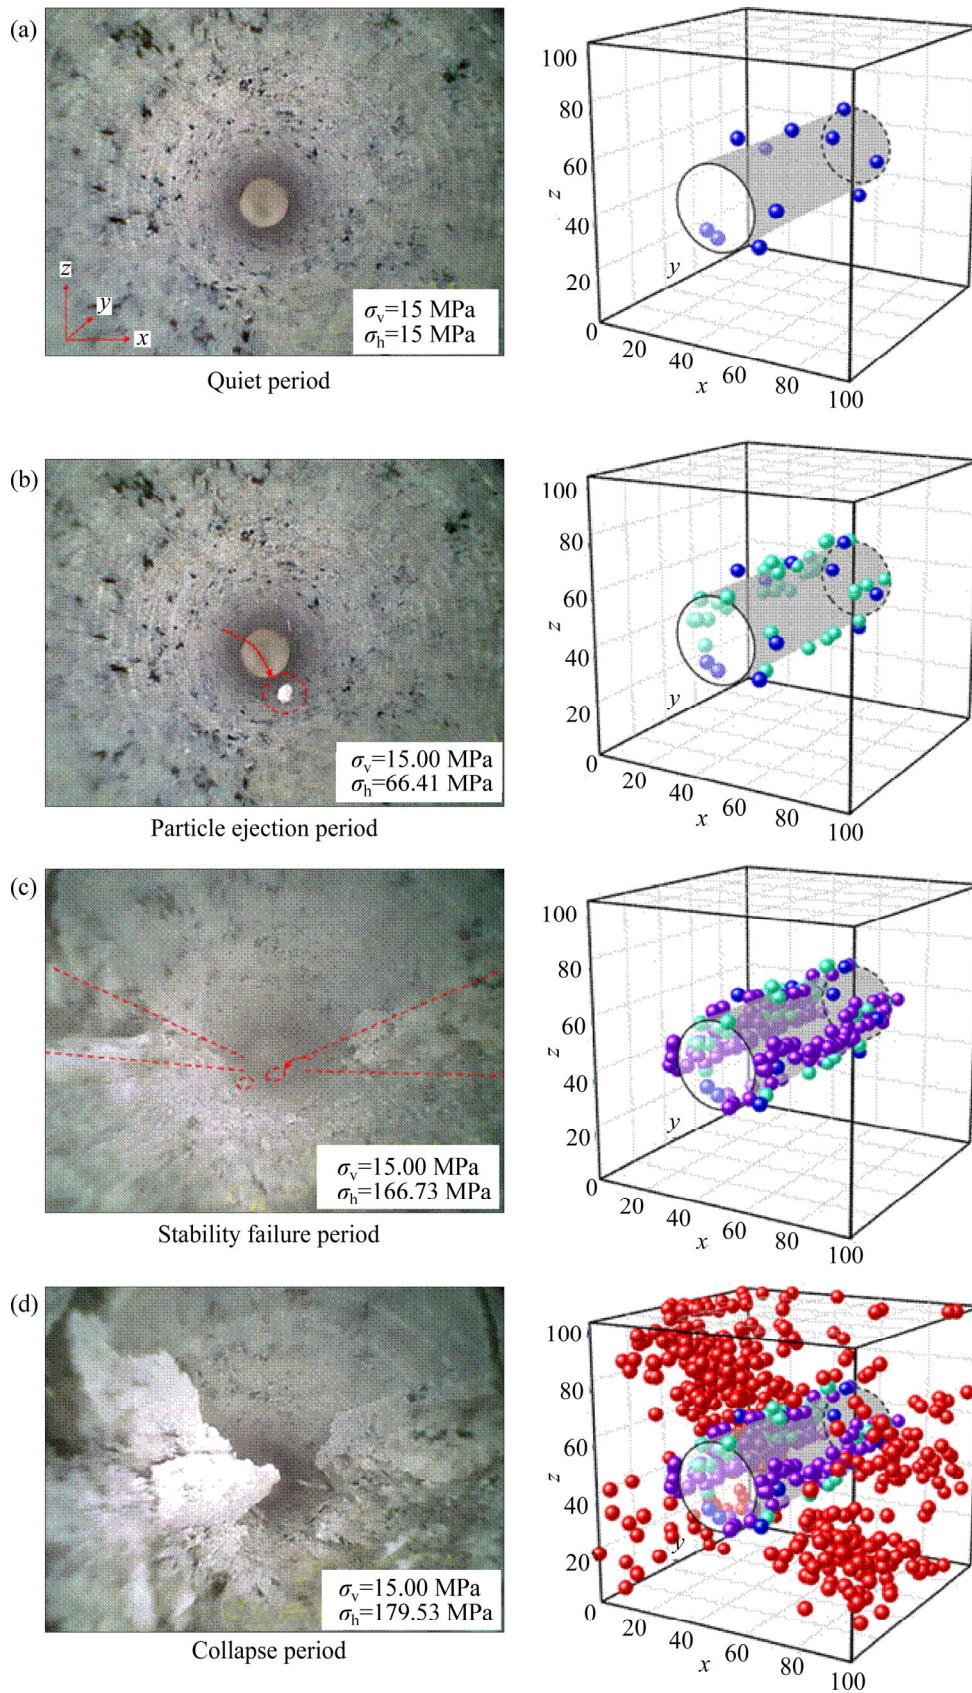 (a)
z
y
x
σv=15 MPa
σh=15 MPa
Quiet period
100
80
60
40
20
0
z
y
20
40
60
80
100
x
(b)
σv=15.00 MPa
σh=66.41 MPa
Particle ejection period
100
80
60
40
20
0
z
y
20
40
60
80
100
x
(c)
σv=15.00 MPa
σh=166.73 MPa
Stability failure period
100
80
60
40
20
0
z
y
20
40
60
80
100
x
(d)
σv=15.00 MPa
σh=179.53 MPa
Collapse period
100
80
60
40
20
0
z
y
20
40
60
80
100
x